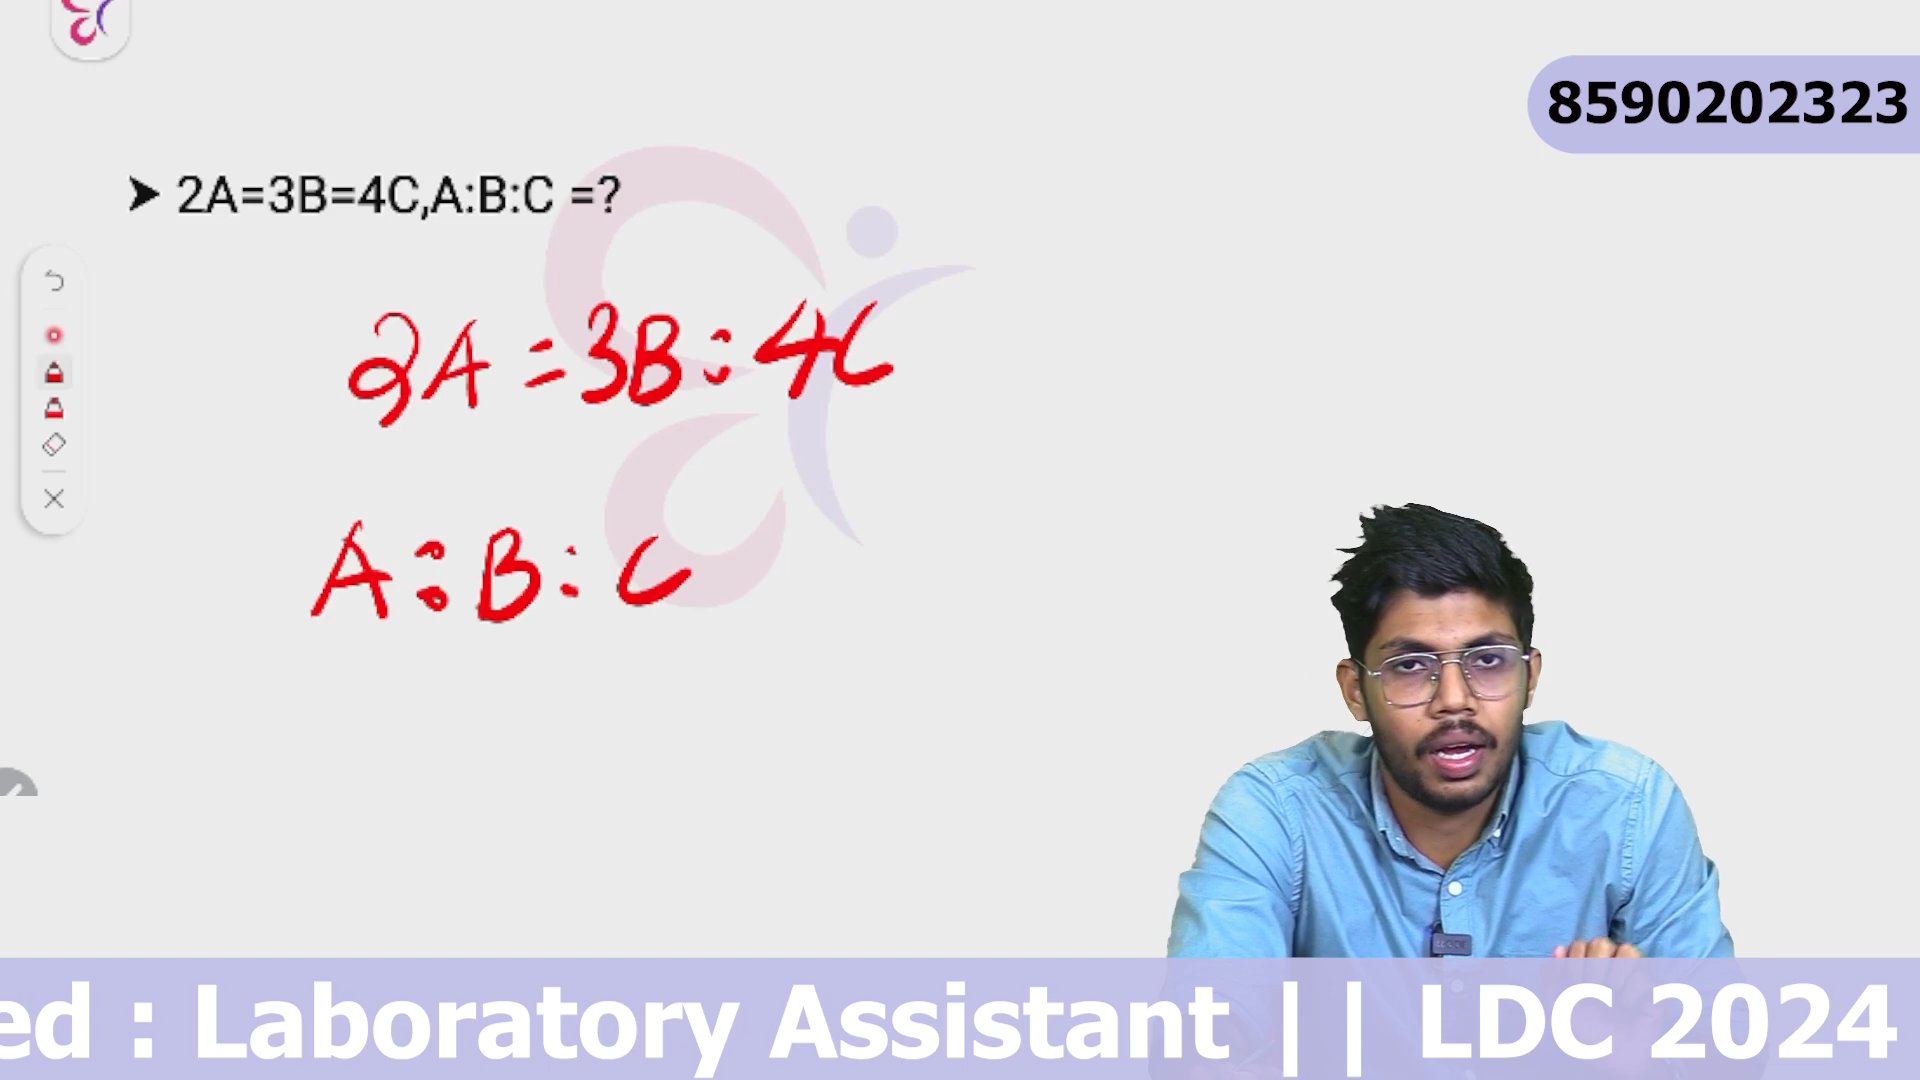 8590202323
➤ 2A=3B=4C,A:B:C =?
2A = 3B : 4C
A : B : C
ed : Laboratory Assistant || LDC 2024